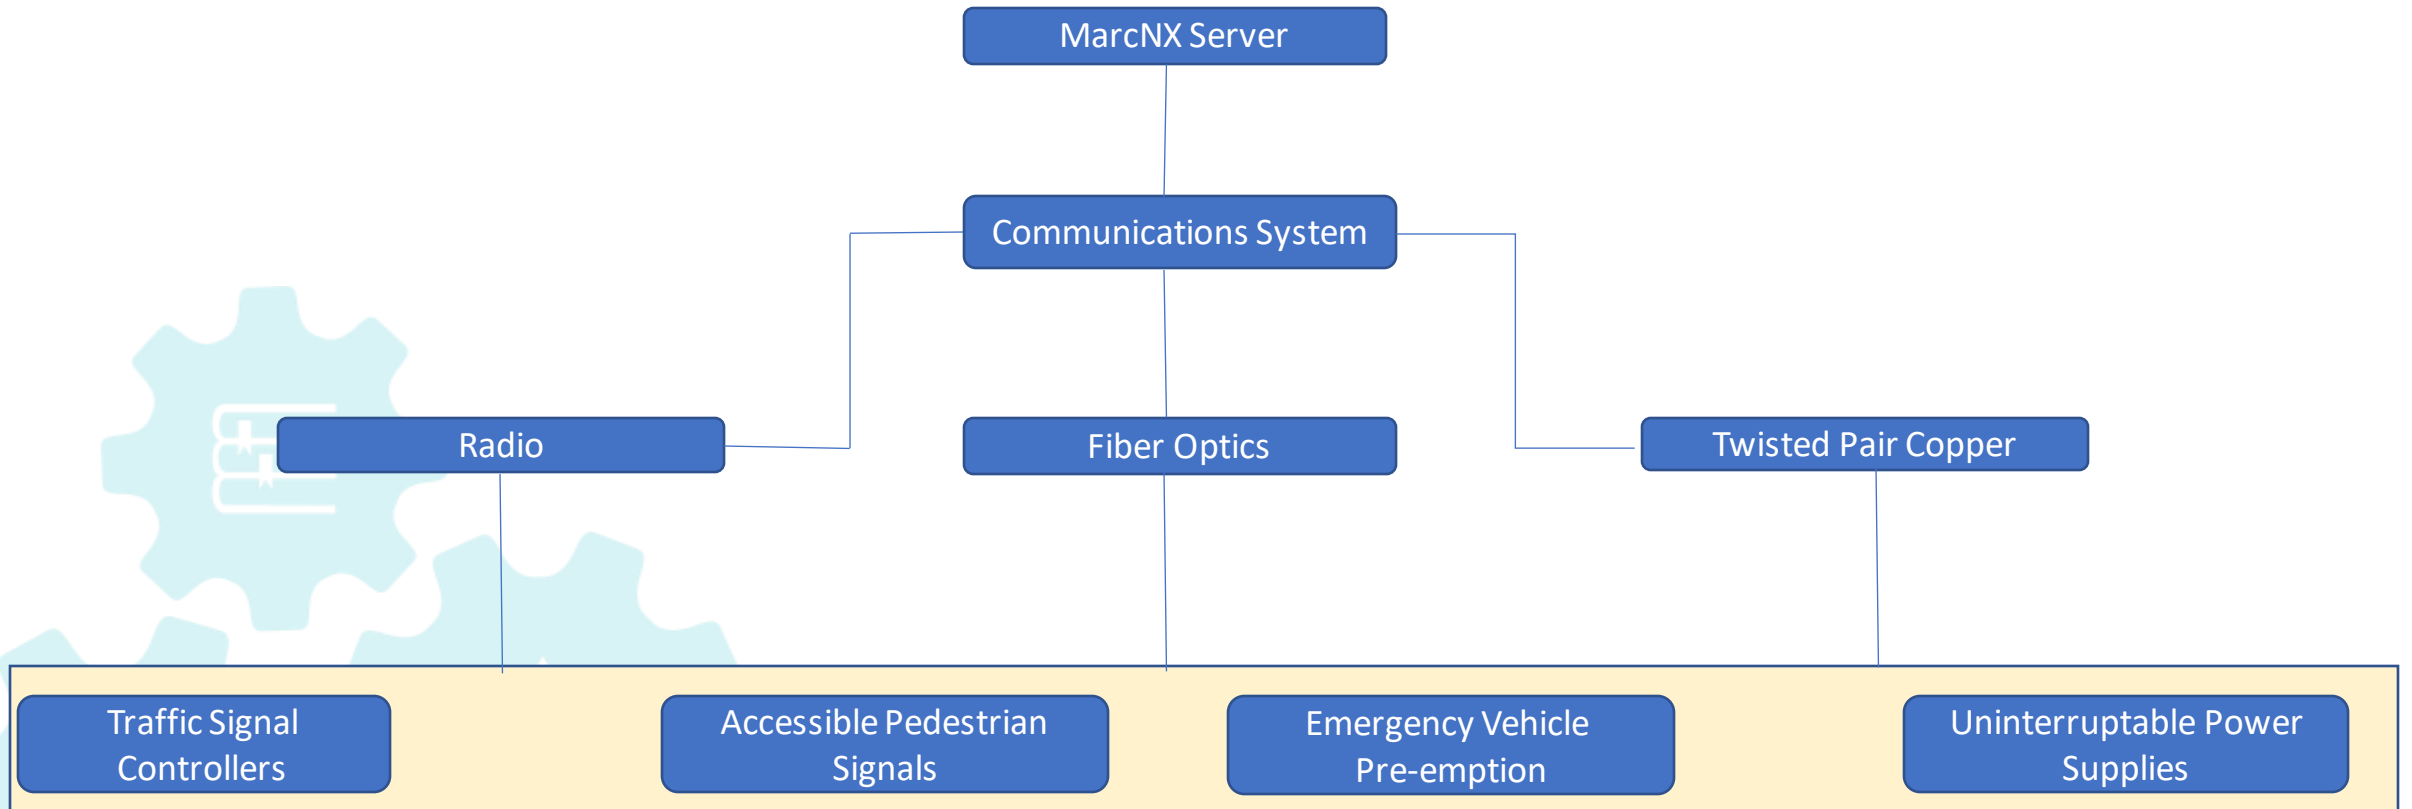 MarcNX Server
Communications System
Radio
Fiber Optics
Twisted Pair Copper
Traffic Signal
Controllers
Accessible Pedestrian
Signals
Emergency Vehicle
Pre-emption
Uninterruptable Power
Supplies